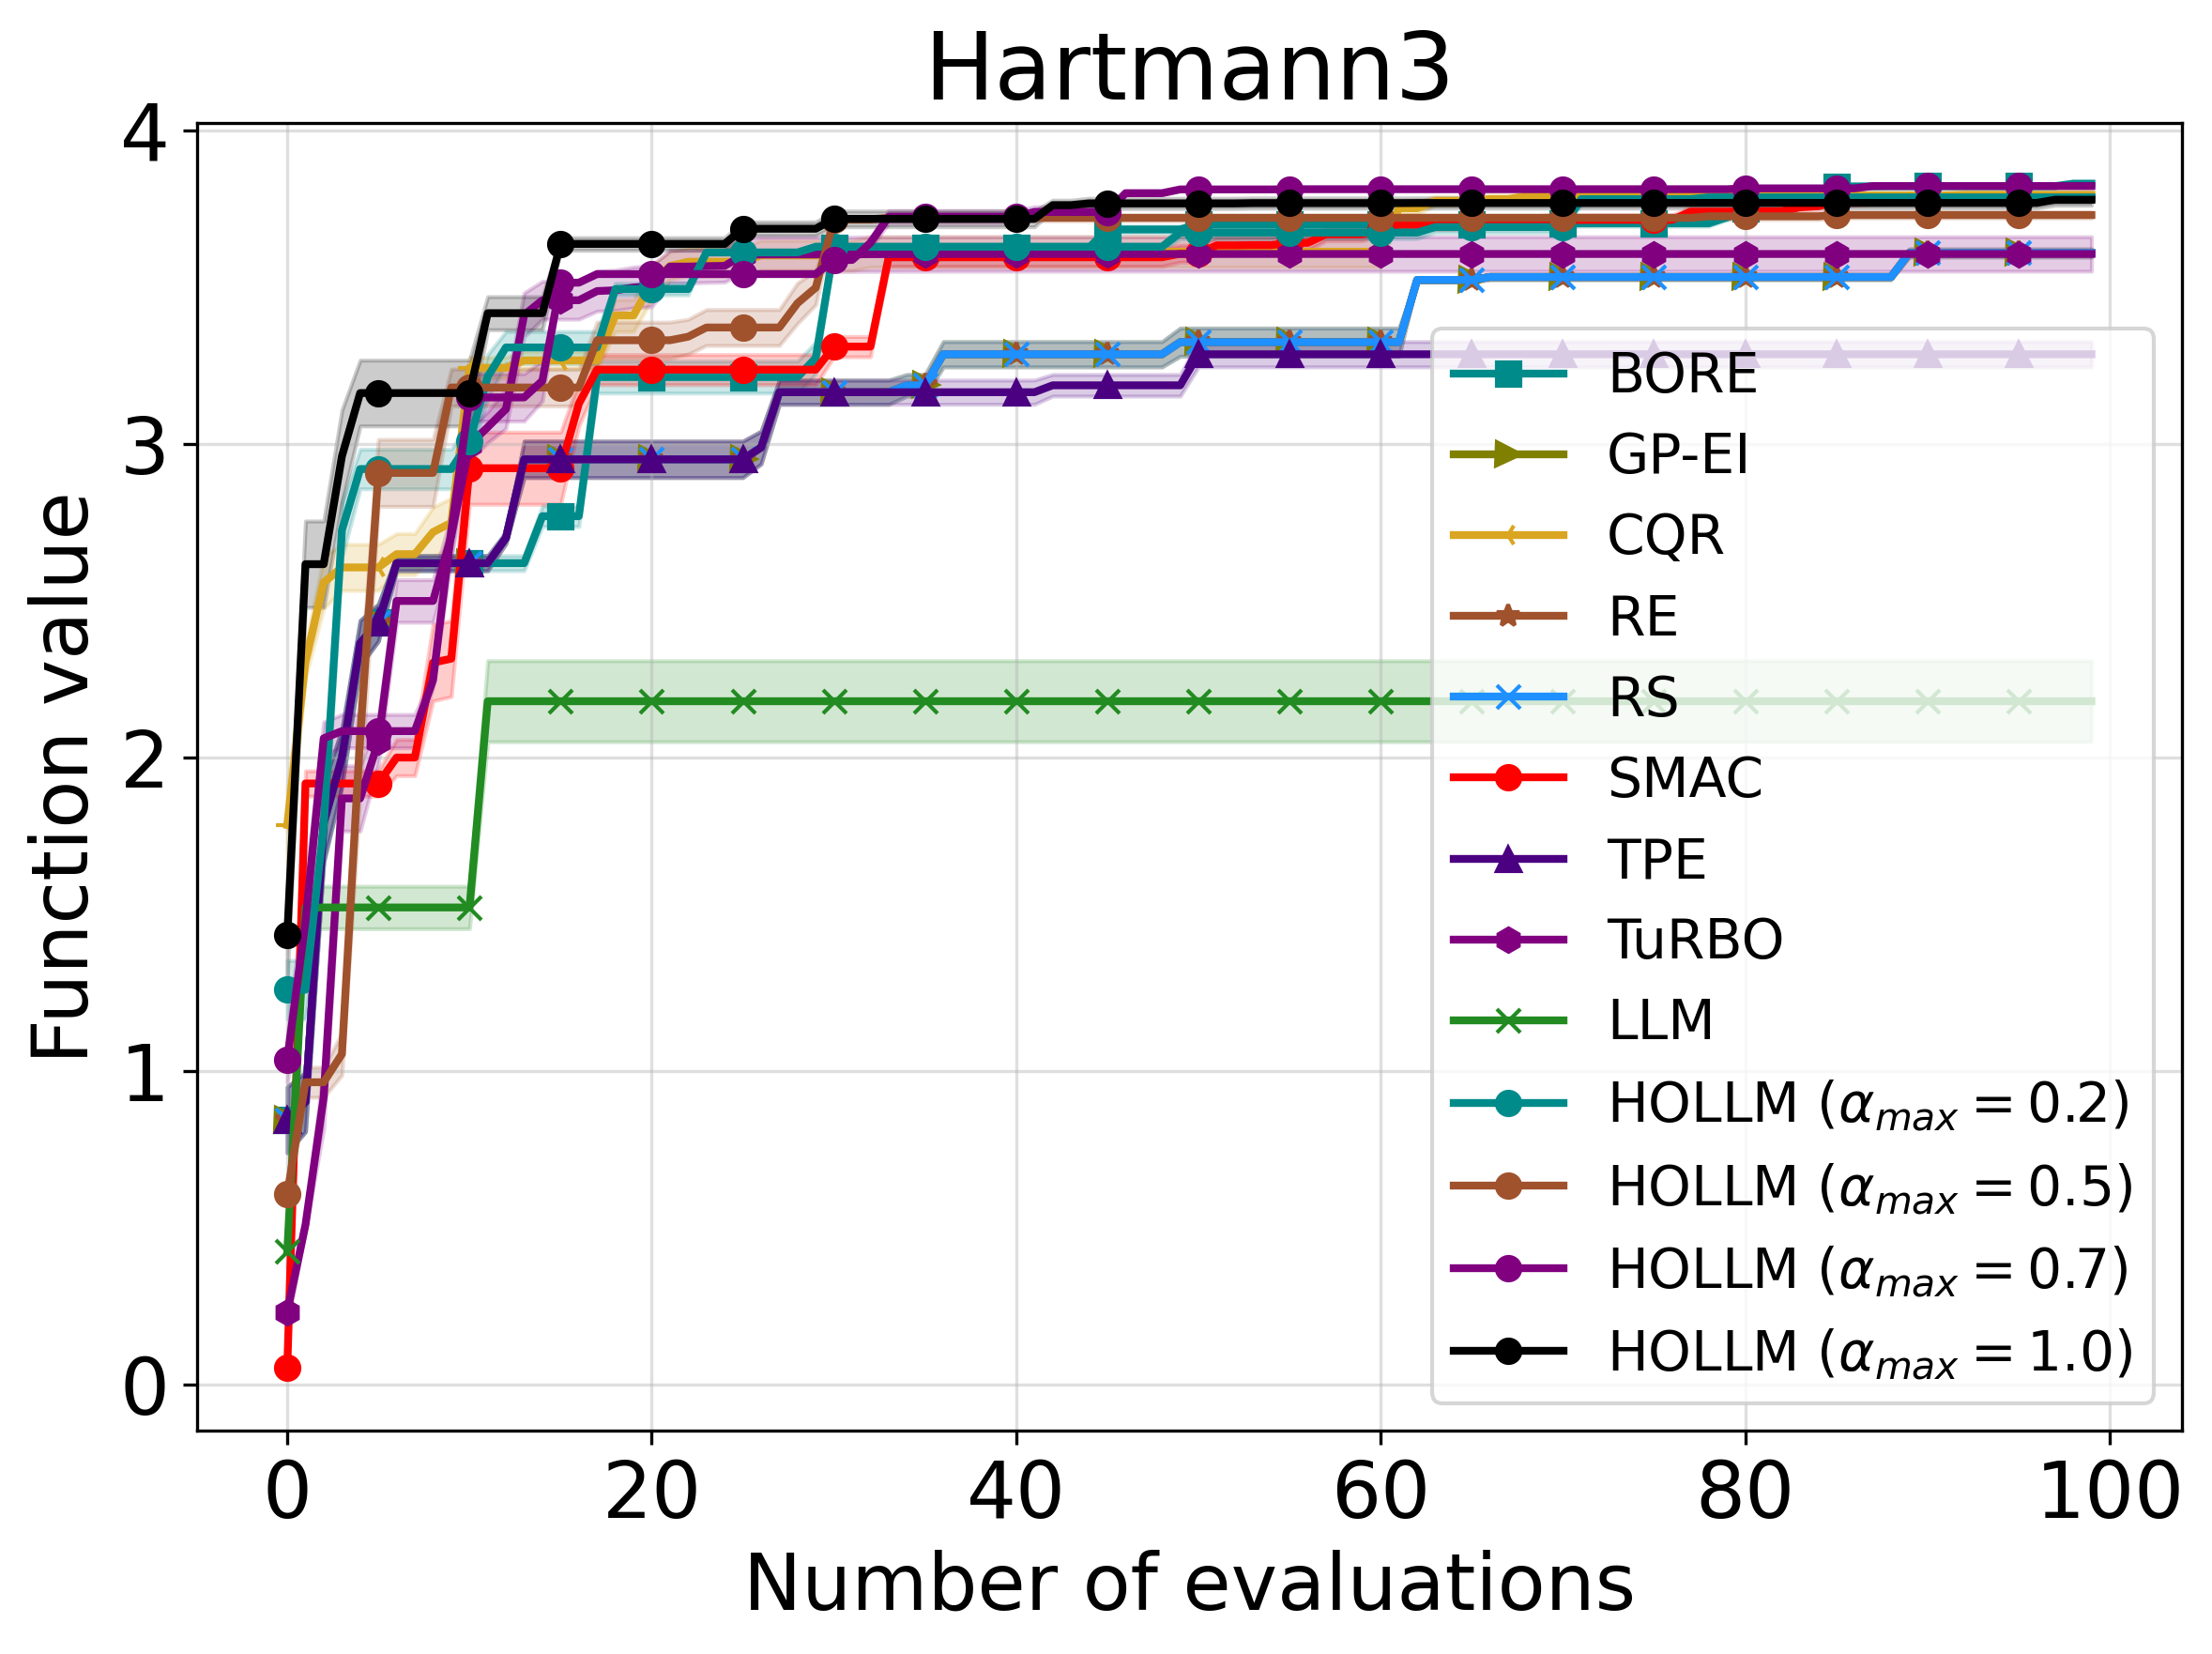 Hartmann3
Function value
4
3
2
1
0
0 20 40 60 80 100
Number of evaluations
BORE
GP-EI
CQR
RE
RS
SMAC
TPE
TuRBO
LLM
HOLLM (αmax = 0.2)
HOLLM (αmax = 0.5)
HOLLM (αmax = 0.7)
HOLLM (αmax = 1.0)